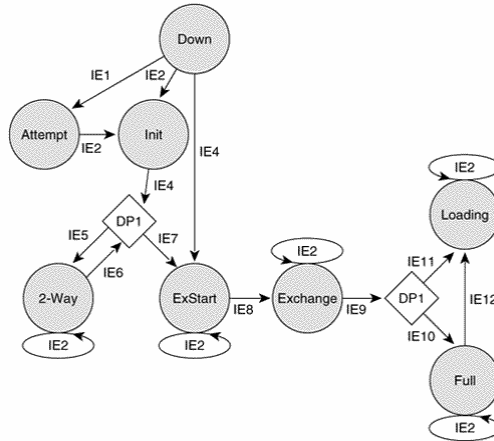 Down
IE1
IE2
Attempt
IE2
Init
IE4
IE4
IE2
Loading
DP1
IE5
IE7
IE6
IE2
IE11
2-Way
ExStart
IE8
Exchange
IE9
DP1
IE12
IE10
IE2
IE2
Full
IE2